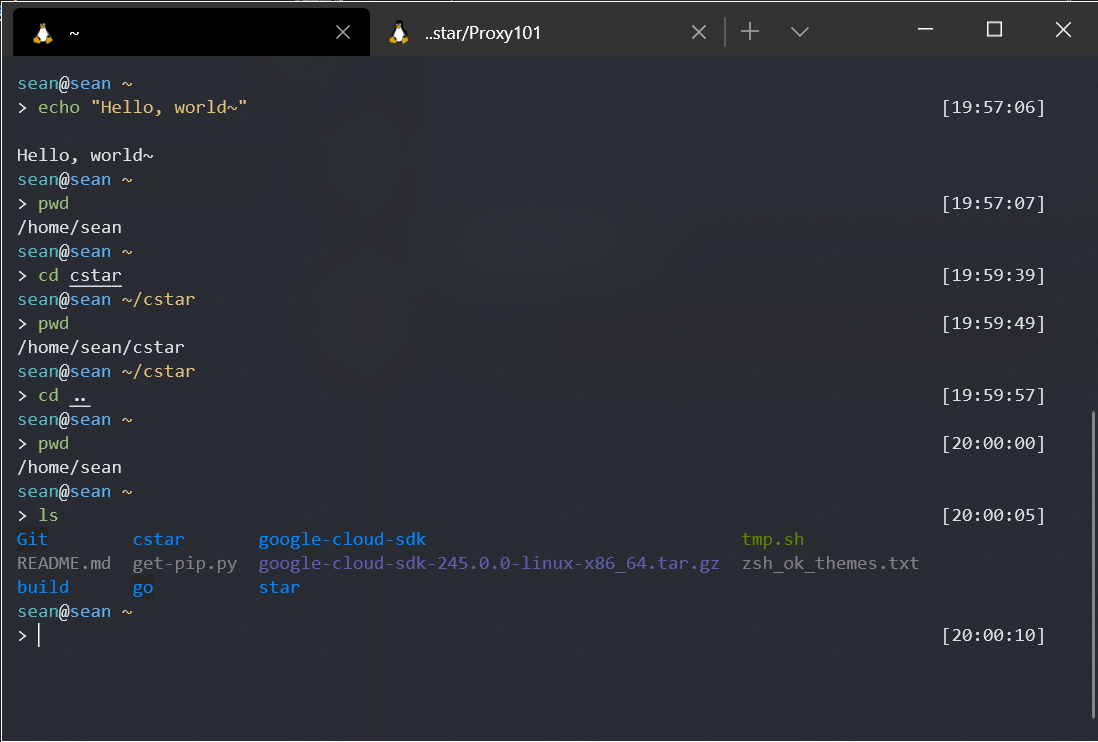 ~ ..star/Proxy101
sean@sean ~
> echo "Hello, world~" [19:57:06]
Hello, world~
sean@sean ~
> pwd [19:57:07]
/home/sean
sean@sean ~
> cd cstar [19:59:39]
sean@sean ~/cstar
> pwd [19:59:49]
/home/sean/cstar
sean@sean ~/cstar
> cd .. [19:59:57]
sean@sean ~
> pwd [20:00:00]
/home/sean
sean@sean ~
> ls [20:00:05]
Git cstar google-cloud-sdk tmp.sh
README.md get-pip.py google-cloud-sdk-245.0.0-linux-x86_64.tar.gz zsh_ok_themes.txt
build go star
sean@sean ~
> [20:00:10]